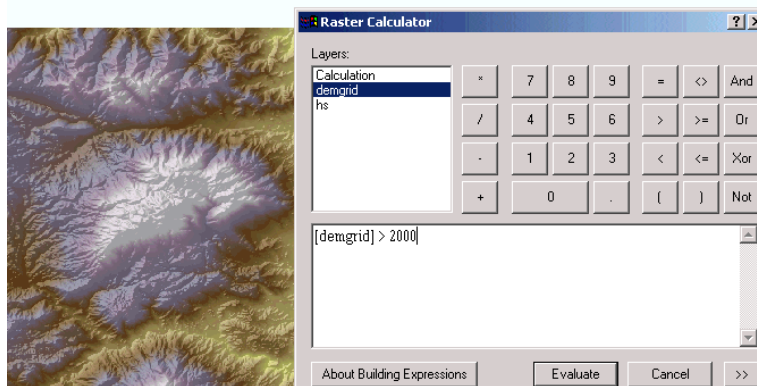 Raster Calculator ? X
Layers:
Calculation
demgrid
hs
* 7 8 9 = <> And
/ 4 5 6 > >= Or
- 1 2 3 < <= Xor
+ 0 . ( ) Not
[demgrid] > 2000
About Building Expressions Evaluate Cancel >>